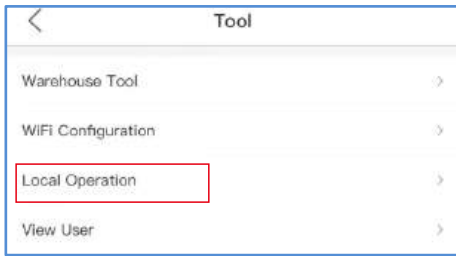 Tool
Warehouse Tool
WiFi Configuration
Local Operation
View User